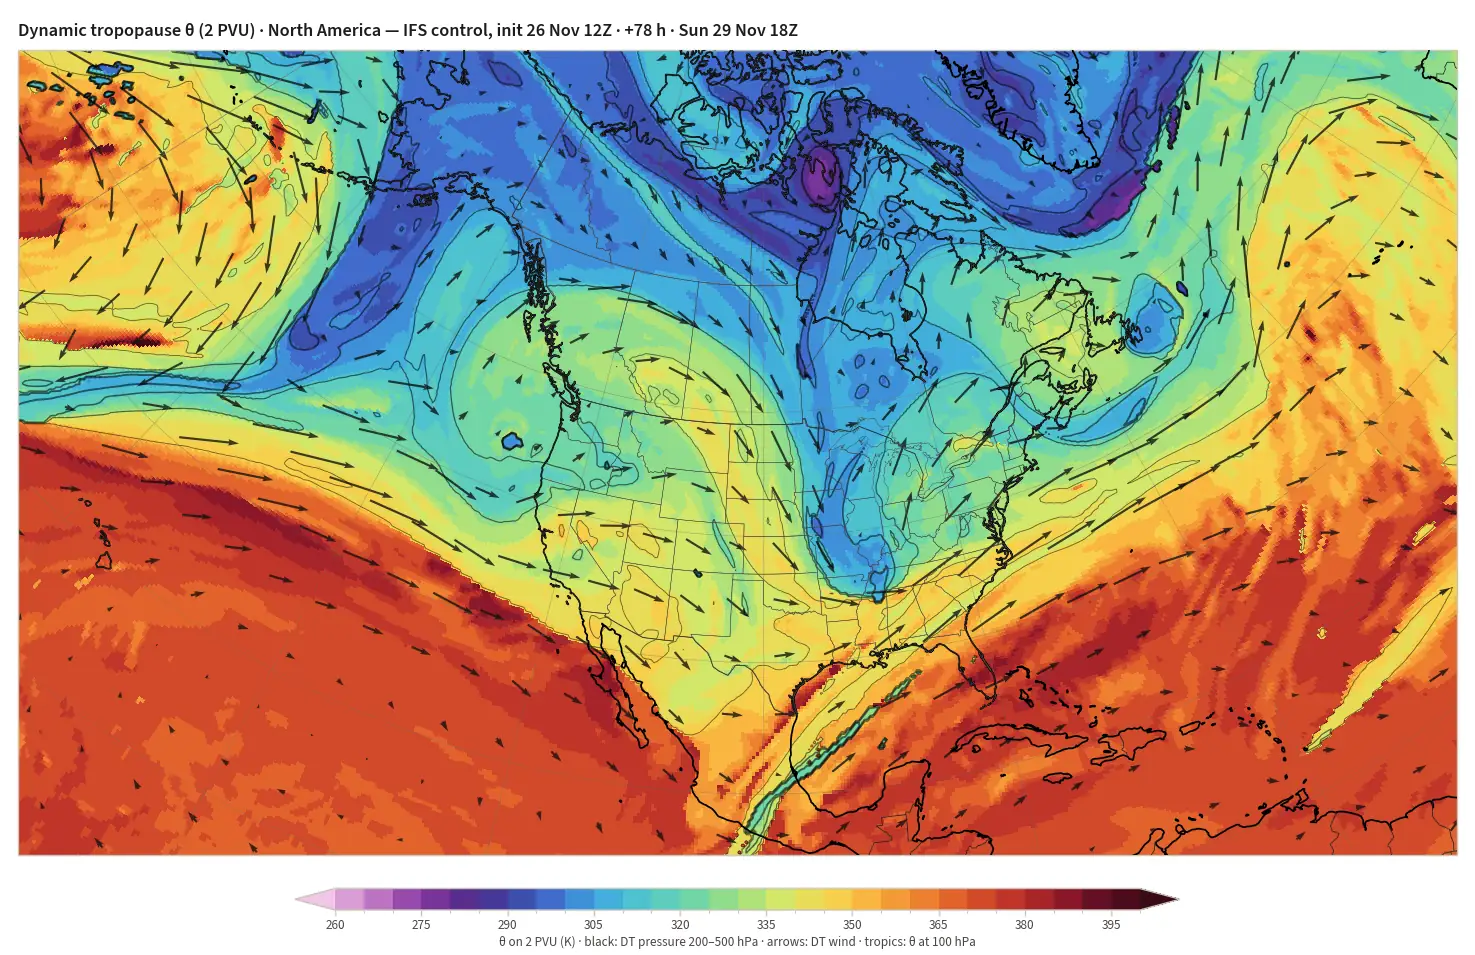 Dynamic tropopause θ (2 PVU) · North America — IFS control, init 26 Nov 12Z · +78 h · Sun 29 Nov 18Z
260 275 290 305 320 335 350 365 380 395
θ on 2 PVU (K) · black: DT pressure 200–500 hPa · arrows: DT wind · tropics: θ at 100 hPa